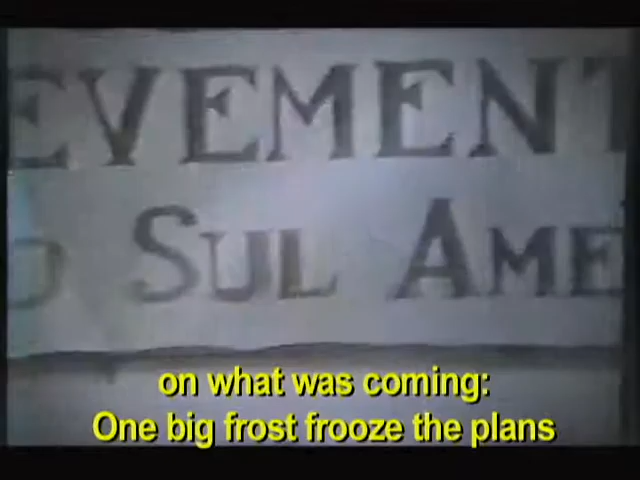 EVEMENT
O SUL AME
on what was coming:
One big frost frooze the plans